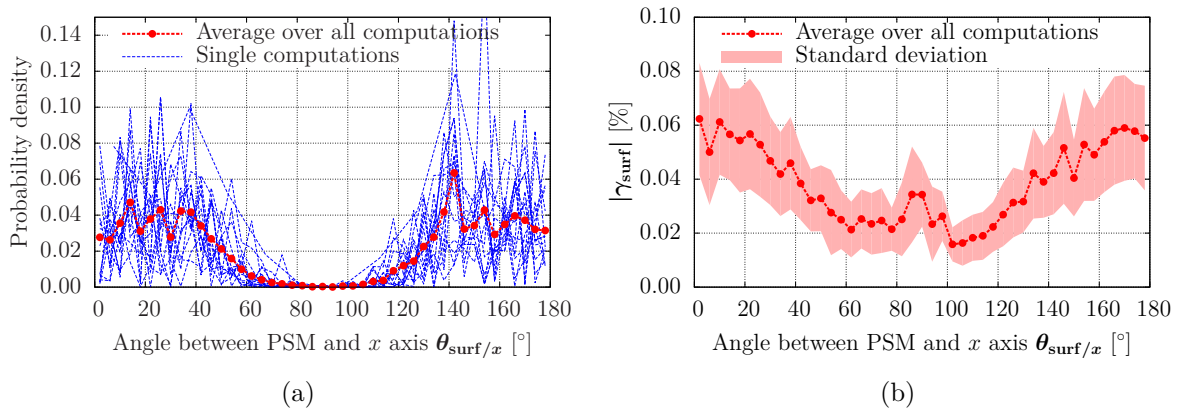 0.14
0.12
0.10
0.08
0.06
0.04
0.02
0.00
Probability density
Average over all computations
Single computations
0 20 40 60 80 100 120 140 160 180
Angle between PSM and x axis θsurf/x [°]
(a)
0.10
0.08
0.06
0.04
0.02
0.00
|γsurf| [%]
Average over all computations
Standard deviation
0 20 40 60 80 100 120 140 160 180
Angle between PSM and x axis θsurf/x [°]
(b)